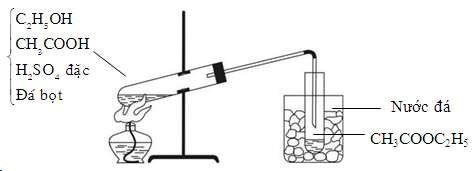 C₂H₅OH
CH₃COOH
H₂SO₄ đặc
Đá bọt
Nước đá
CH₃COOC₂H₅